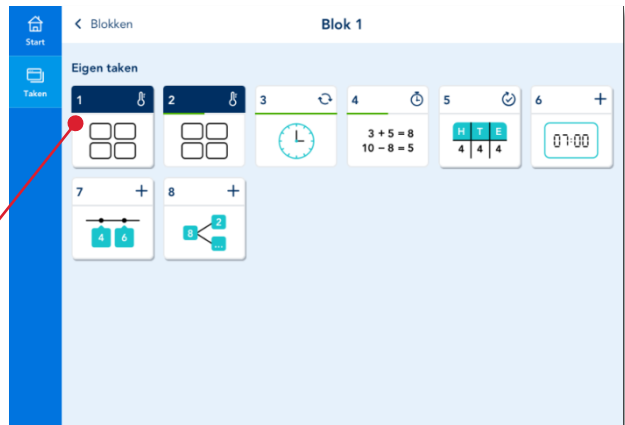 Start
Taken
Blokken
Blok 1
Eigen taken
1
2
3
4
3 + 5 = 8
10 - 8 = 5
5
H T E
4 4 4
6
07:00
7
4 6
8
8 2
...